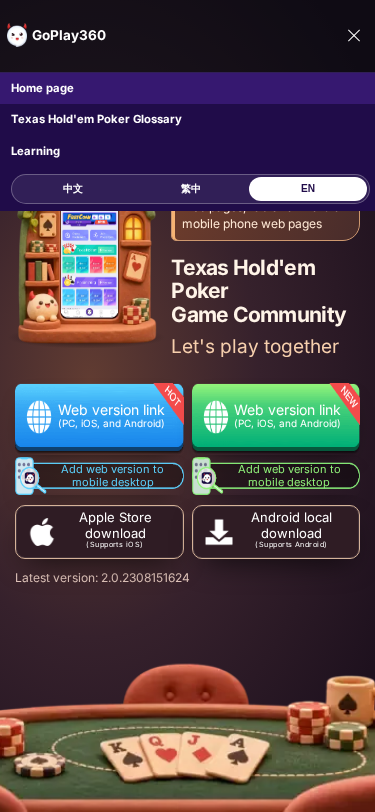 GoPlay360
Home page
Texas Hold'em Poker Glossary
Learning
中文
繁中
EN
mobile phone web pages
Texas Hold'em
Poker
Game Community
Let's play together
HOT
Web version link
(PC, iOS, and Android)
NEW
Web version link
(PC, iOS, and Android)
Add web version to
mobile desktop
Add web version to
mobile desktop
Apple Store
download
(Supports iOS)
Android local
download
(Supports Android)
Latest version: 2.0.2308151624
K
Q
J
A